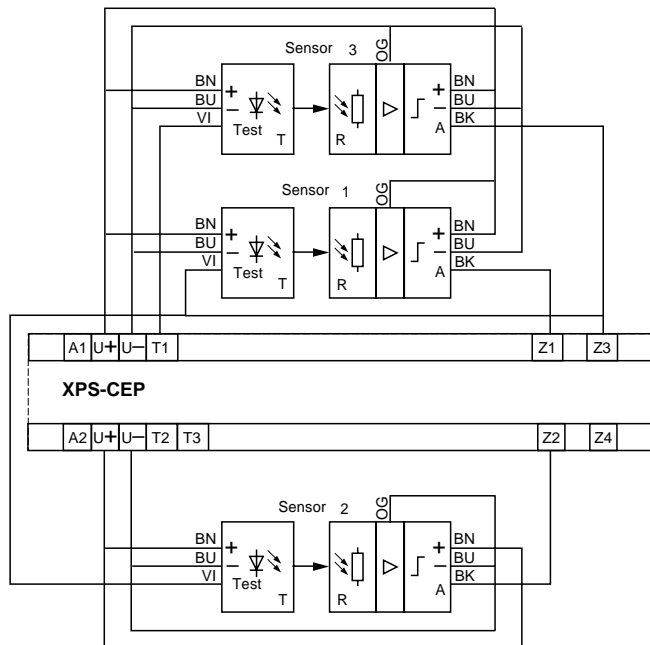 Sensor 3 OG
BN + + BN
BU − − BU
VI Test T R A BK
Sensor 1 OG
BN + + BN
BU − − BU
VI Test T R A BK
A1 U+ U− T1 Z1 Z3
XPS-CEP
A2 U+ U− T2 T3 Z2 Z4
Sensor 2 OG
BN + + BN
BU − − BU
VI Test T R A BK